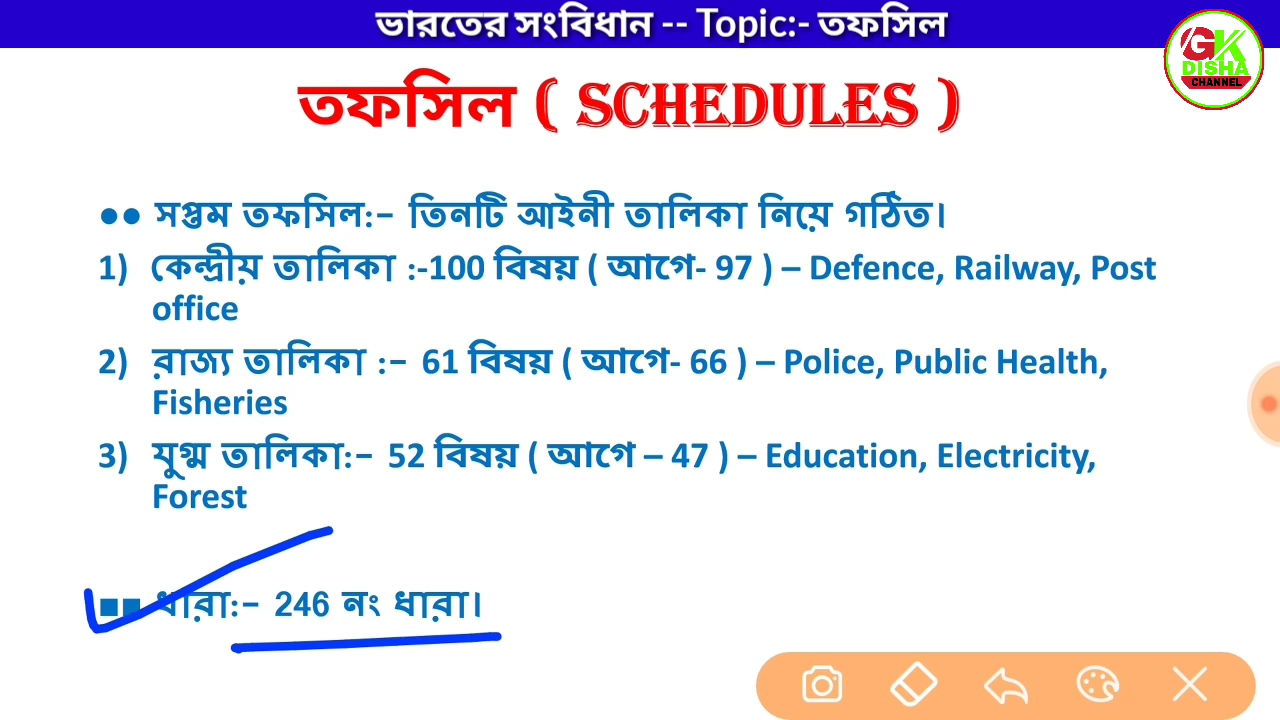 ভারতের সংবিধান -- Topic:- তফসিল
GK
DISHA
CHANNEL
তফসিল ( SCHEDULES )
●● সপ্তম তফসিল:– তিনটি আইনী তালিকা নিয়ে গঠিত।
1) কেন্দ্রীয় তালিকা :-100 বিষয় ( আগে- 97 ) – Defence, Railway, Post
office
2) রাজ্য তালিকা :– 61 বিষয় ( আগে- 66 ) – Police, Public Health,
Fisheries
3) যুগ্ম তালিকা:– 52 বিষয় ( আগে – 47 ) – Education, Electricity,
Forest
■■ ধারা:– 246 নং ধারা।